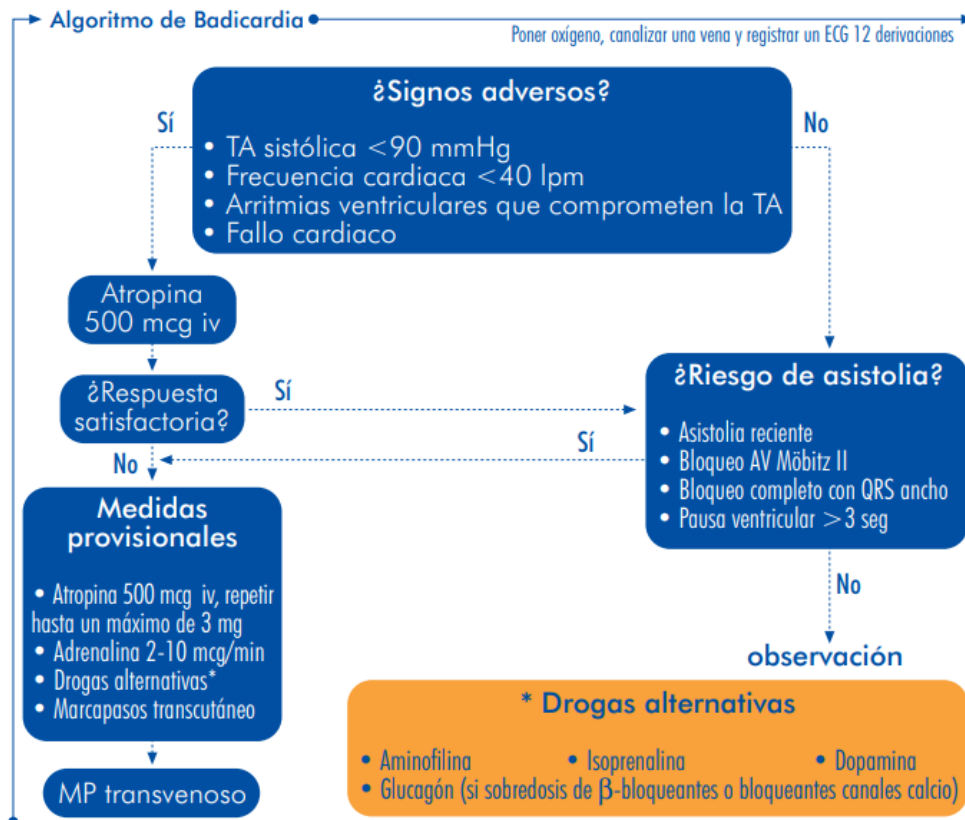 Algoritmo de Badicardia
Poner oxígeno, canalizar una vena y registrar un ECG 12 derivaciones
¿Signos adversos?
• TA sistólica <90 mmHg
• Frecuencia cardiaca <40 lpm
• Arritmias ventriculares que comprometen la TA
• Fallo cardiaco
Sí
No
Atropina
500 mcg iv
¿Respuesta
satisfactoria?
Sí
No
¿Riesgo de asistolia?
• Asistolia reciente
• Bloqueo AV Möbitz II
• Bloqueo completo con QRS ancho
• Pausa ventricular >3 seg
Sí
No
Medidas
provisionales
• Atropina 500 mcg iv, repetir
hasta un máximo de 3 mg
• Adrenalina 2-10 mcg/min
• Drogas alternativas*
• Marcapasos transcutáneo
MP transvenoso
observación
* Drogas alternativas
• Aminofilina • Isoprenalina • Dopamina
• Glucagón (si sobredosis de β-bloqueantes o bloqueantes canales calcio)